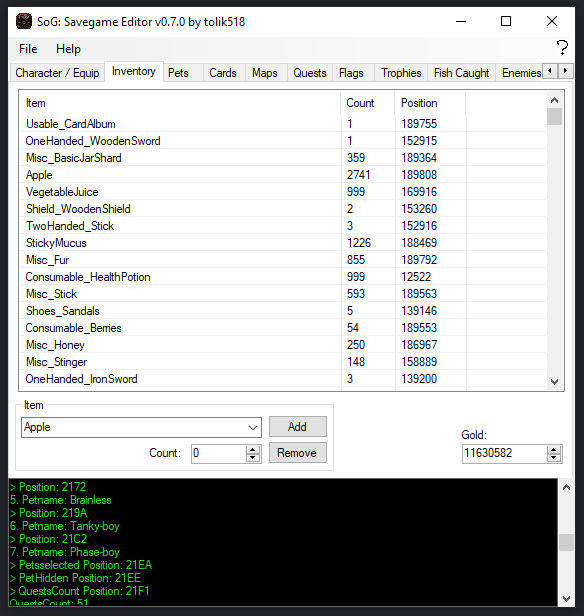 SoG: Savegame Editor v0.7.0 by tolik518
File Help ?
Character / Equip Inventory Pets Cards Maps Quests Flags Trophies Fish Caught Enemies
Item Count Position
Usable_CardAlbum 1 189755
OneHanded_WoodenSword 1 152915
Misc_BasicJarShard 359 189364
Apple 2741 189808
VegetableJuice 999 169916
Shield_WoodenShield 2 153260
TwoHanded_Stick 3 152916
StickyMucus 1226 188469
Misc_Fur 855 189792
Consumable_HealthPotion 999 12522
Misc_Stick 593 189563
Shoes_Sandals 5 139146
Consumable_Berries 54 189553
Misc_Honey 250 186967
Misc_Stinger 148 158889
OneHanded_IronSword 3 139200
Item
Apple Add
Count: 0 Remove
Gold:
11630582
> Position: 2172
5. Petname: Brainless
> Position: 219A
6. Petname: Tanky-boy
> Position: 21C2
7. Petname: Phase-boy
> Petsselected Position: 21EA
> PetHidden Position: 21EE
> QuestsCount Position: 21F1
QuestsCount: 51